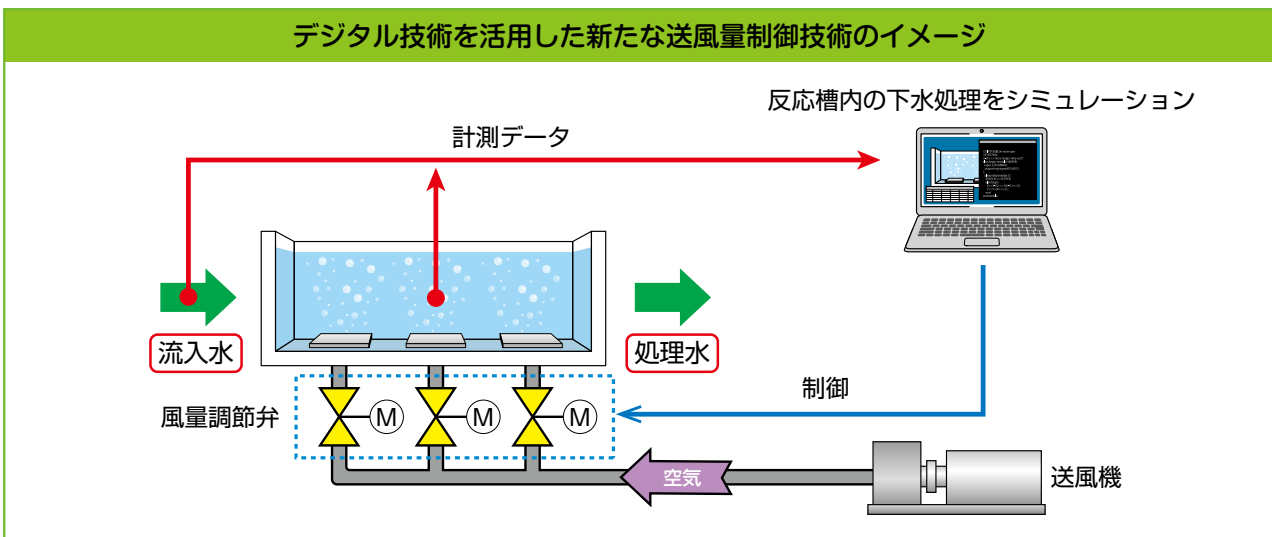 デジタル技術を活用した新たな送風量制御技術のイメージ
反応槽内の下水処理をシミュレーション
計測データ
流入水
処理水
制御
風量調節弁
M
M
M
空気
送風機